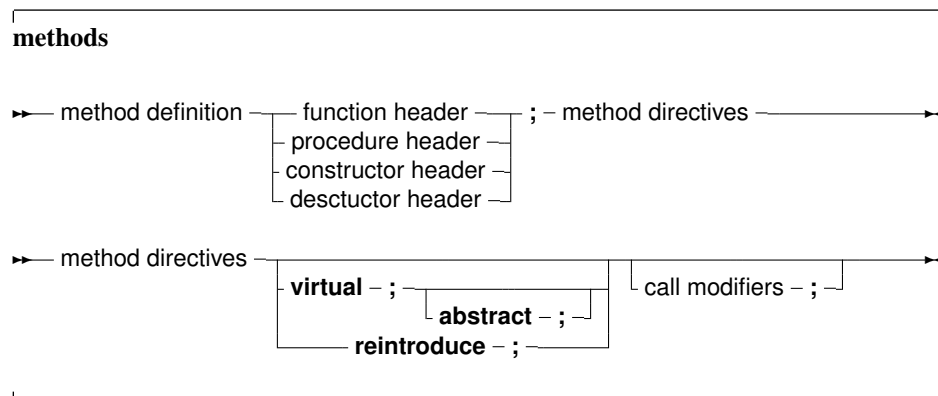 methods
method definition function header ; method directives
procedure header
constructor header
desctuctor header
method directives
virtual ; call modifiers ;
abstract ;
reintroduce ;